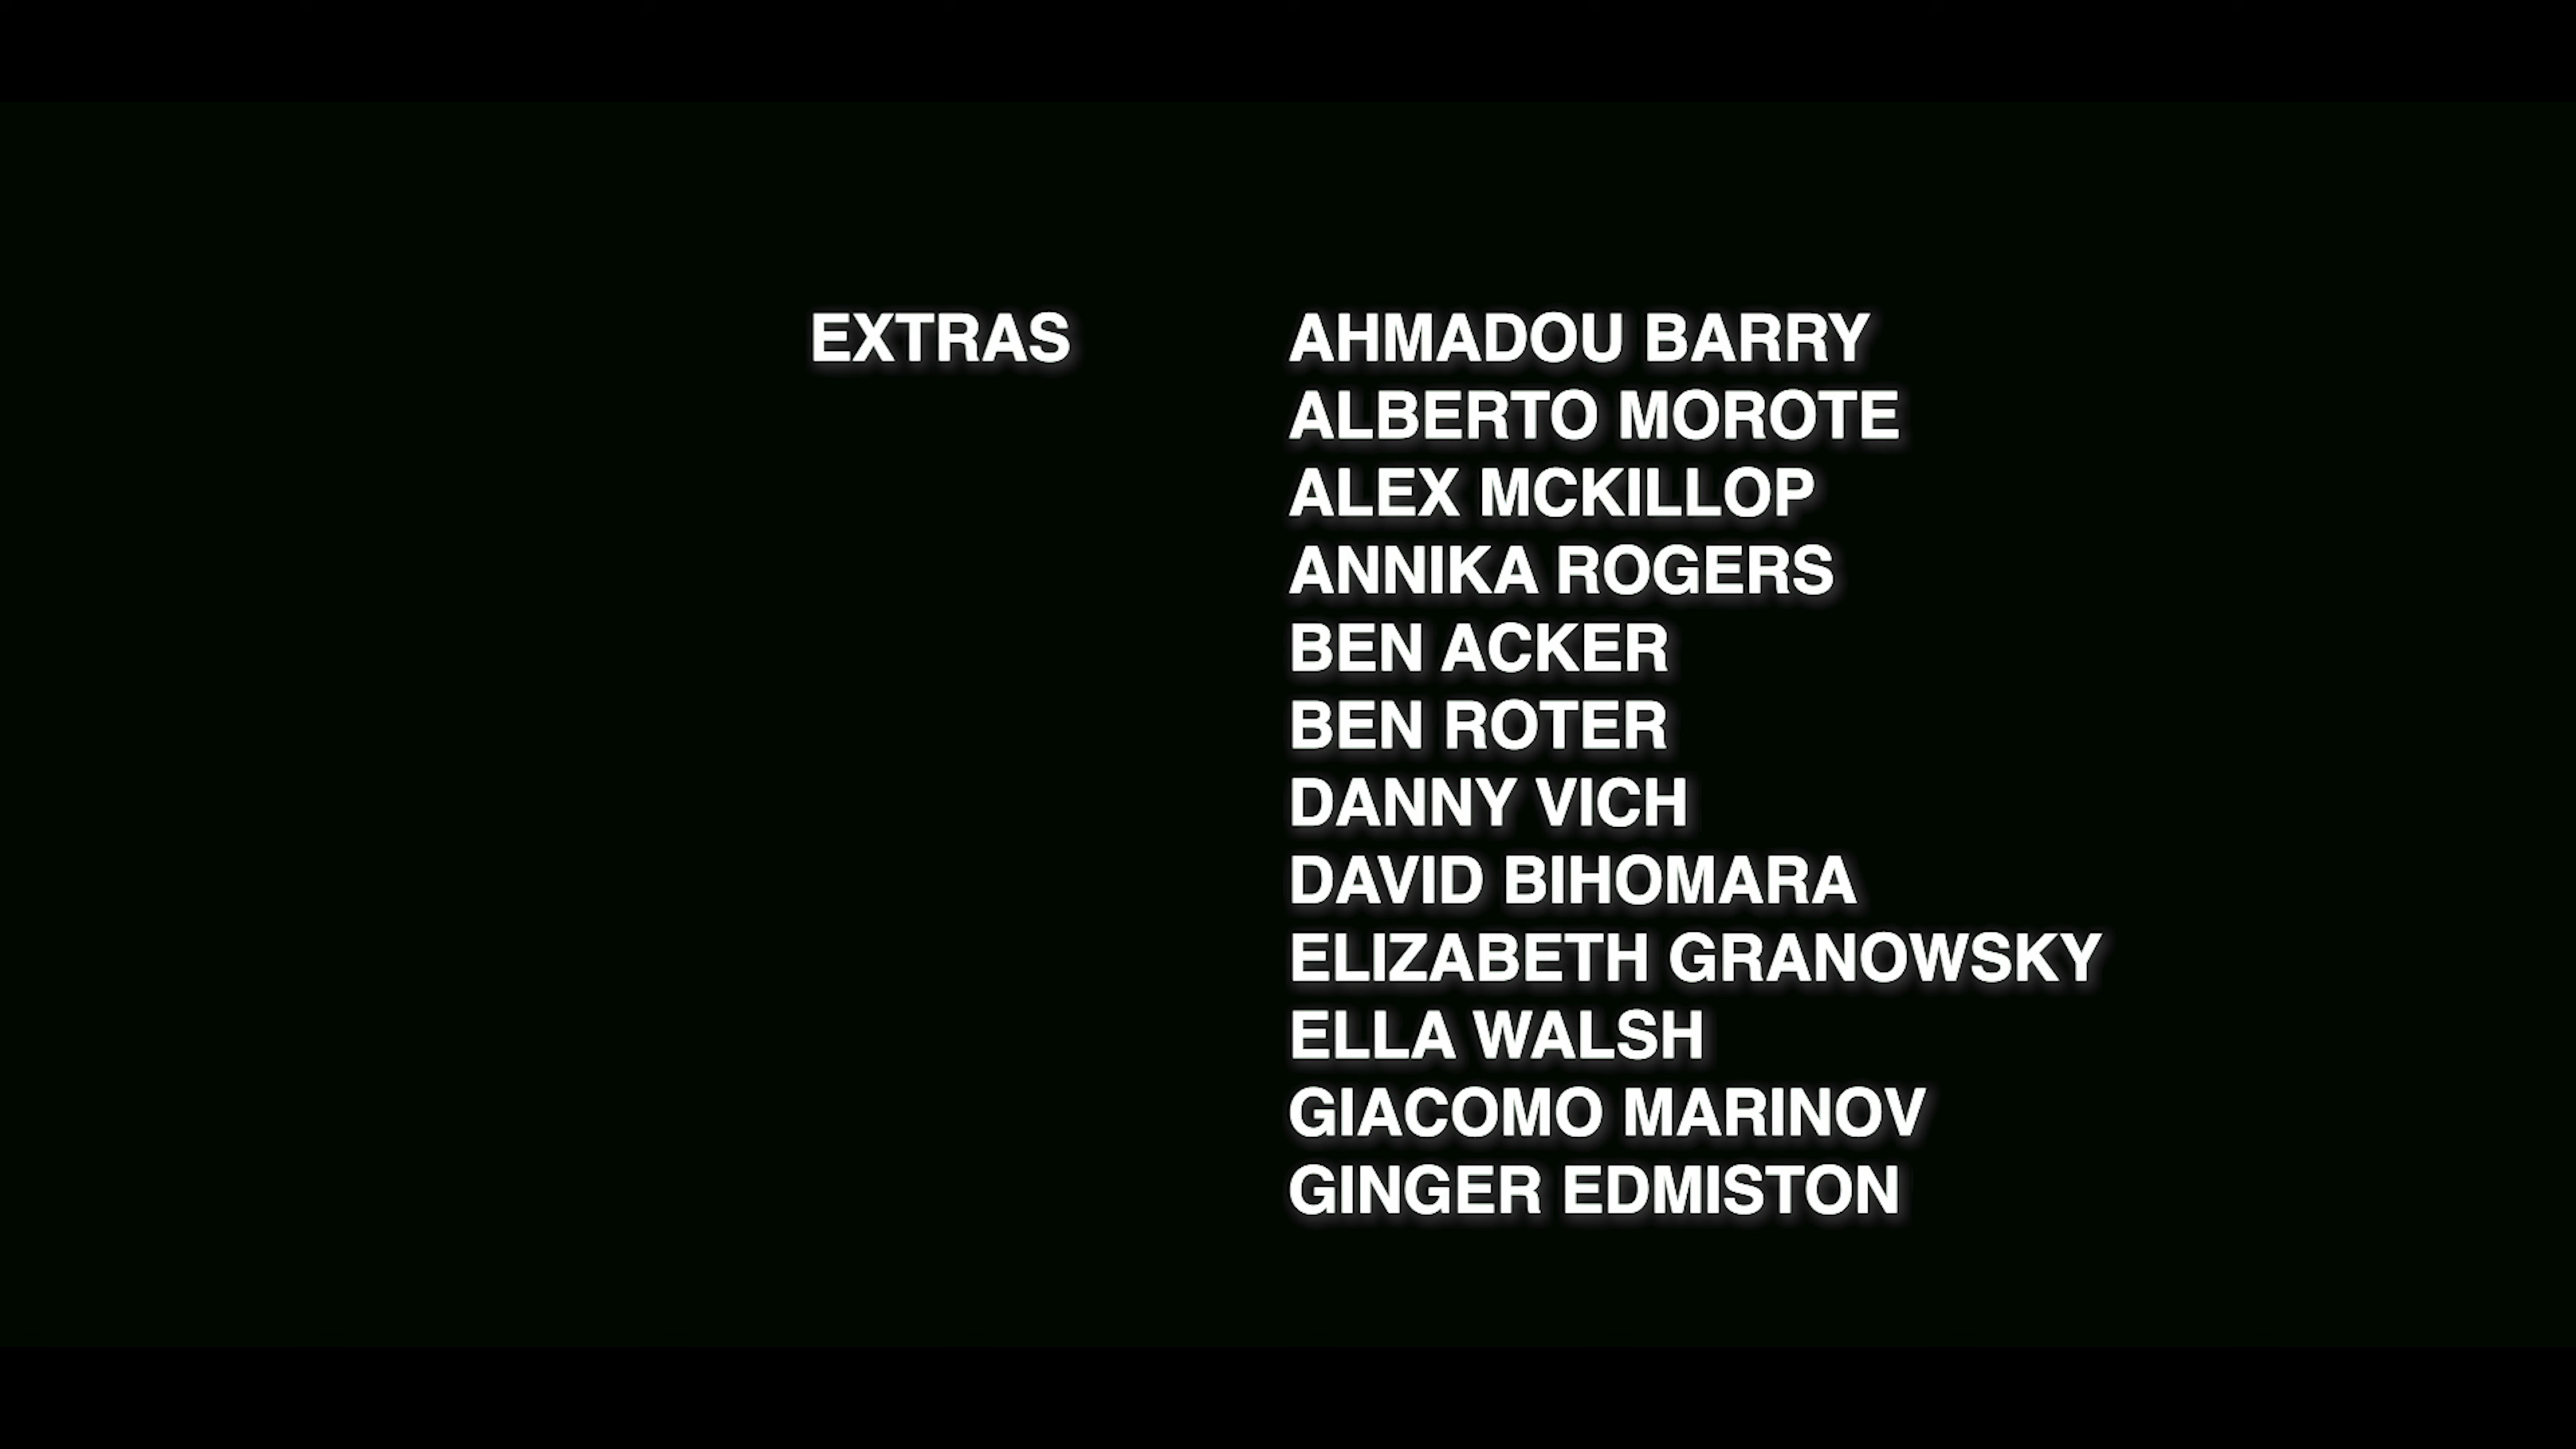 EXTRAS AHMADOU BARRY
ALBERTO MOROTE
ALEX MCKILLOP
ANNIKA ROGERS
BEN ACKER
BEN ROTER
DANNY VICH
DAVID BIHOMARA
ELIZABETH GRANOWSKY
ELLA WALSH
GIACOMO MARINOV
GINGER EDMISTON